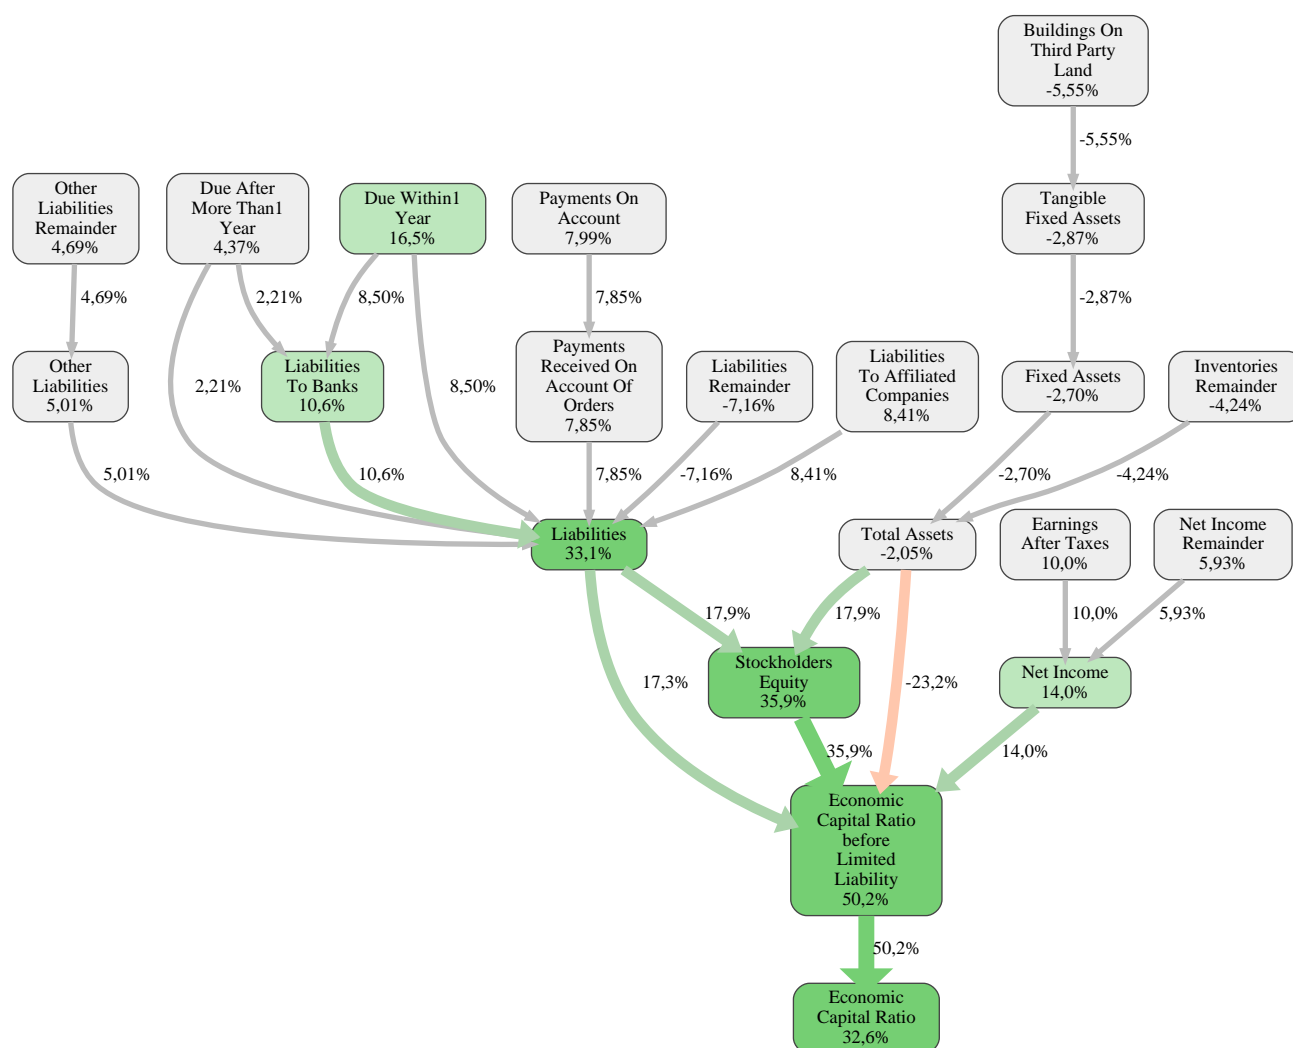 Buildings On
Third Party
Land
-5,55%
-5,55%
Other
Liabilities
Remainder
4,69%
Due After
More Than1
Year
4,37%
Due Within1
Year
16,5%
Payments On
Account
7,99%
Tangible
Fixed Assets
-2,87%
4,69%
2,21%
8,50%
7,85%
-2,87%
Other
Liabilities
5,01%
2,21%
Liabilities
To Banks
10,6%
8,50%
Payments
Received On
Account Of
Orders
7,85%
Liabilities
Remainder
-7,16%
Liabilities
To Affiliated
Companies
8,41%
Fixed Assets
-2,70%
Inventories
Remainder
-4,24%
5,01%
10,6%
7,85%
-7,16%
8,41%
-2,70%
-4,24%
Liabilities
33,1%
Total Assets
-2,05%
Earnings
After Taxes
10,0%
Net Income
Remainder
5,93%
17,9%
17,9%
10,0%
5,93%
17,3%
Stockholders
Equity
35,9%
-23,2%
Net Income
14,0%
35,9%
14,0%
Economic
Capital Ratio
before
Limited
Liability
50,2%
50,2%
Economic
Capital Ratio
32,6%